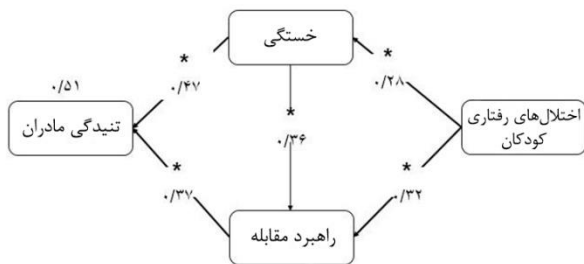 خستگی
*
۰/۲۸
*
۰/۴۷
۰/۵۱
*
۰/۳۶
اختلال‌های رفتاری
کودکان
تنیدگی مادران
*
۰/۳۲
*
۰/۳۷
راهبرد مقابله